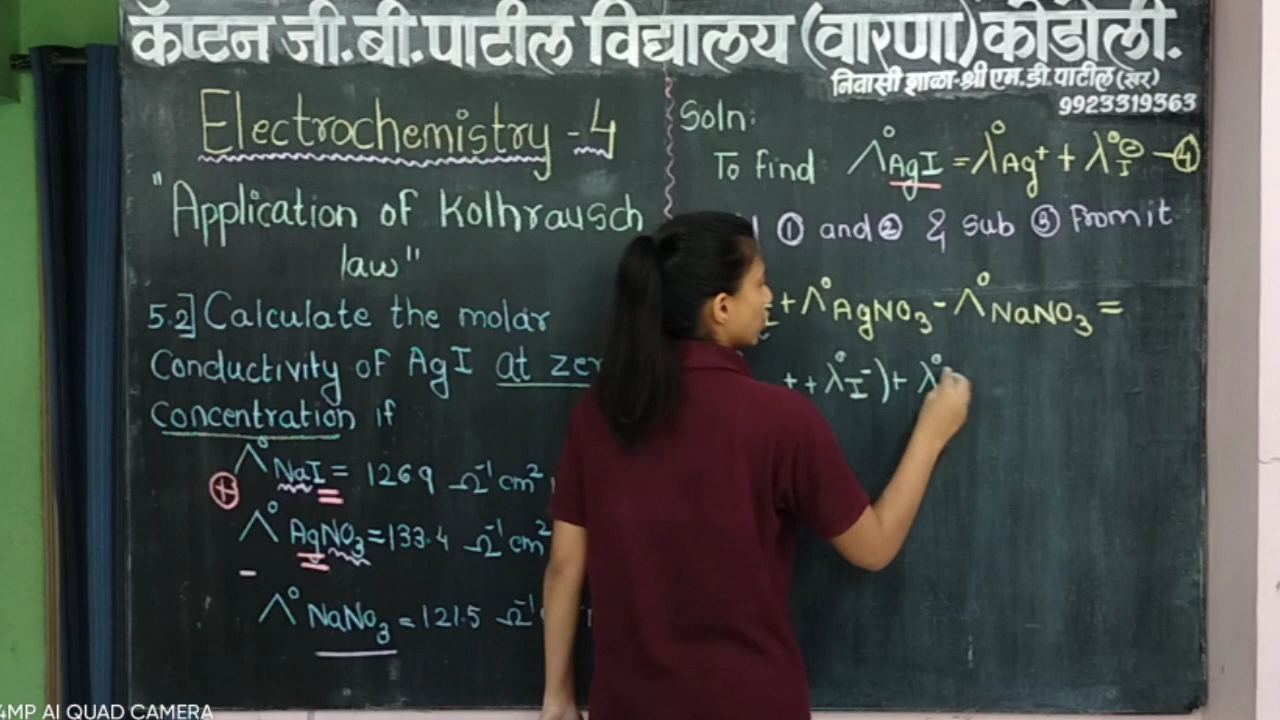 कॅप्टन जी.बी.पाटील विद्यालय (वारणा) कोडोली.
निवासी शाळा-श्री एम.डी.पाटील (सर)
9923319363
Electrochemistry - 4
"Application of Kolhrausch
law"
5.2] Calculate the molar
Conductivity of AgI at
Concentration if
Λ° NaI = 126.9 Ω⁻¹ cm²
⊕
Λ° AgNO₃ = 133.4 Ω⁻¹ cm²
–
Λ° NaNO₃ = 121.5 Ω⁻¹
Soln:
To find Λ° AgI = λ° Ag⁺ + λ° I⊖ — ④
① and ② & sub ③ from it
+ Λ° AgNO₃ - Λ° NaNO₃ =
+ + λ° I⁻) + λ°
4MP AI QUAD CAMERA